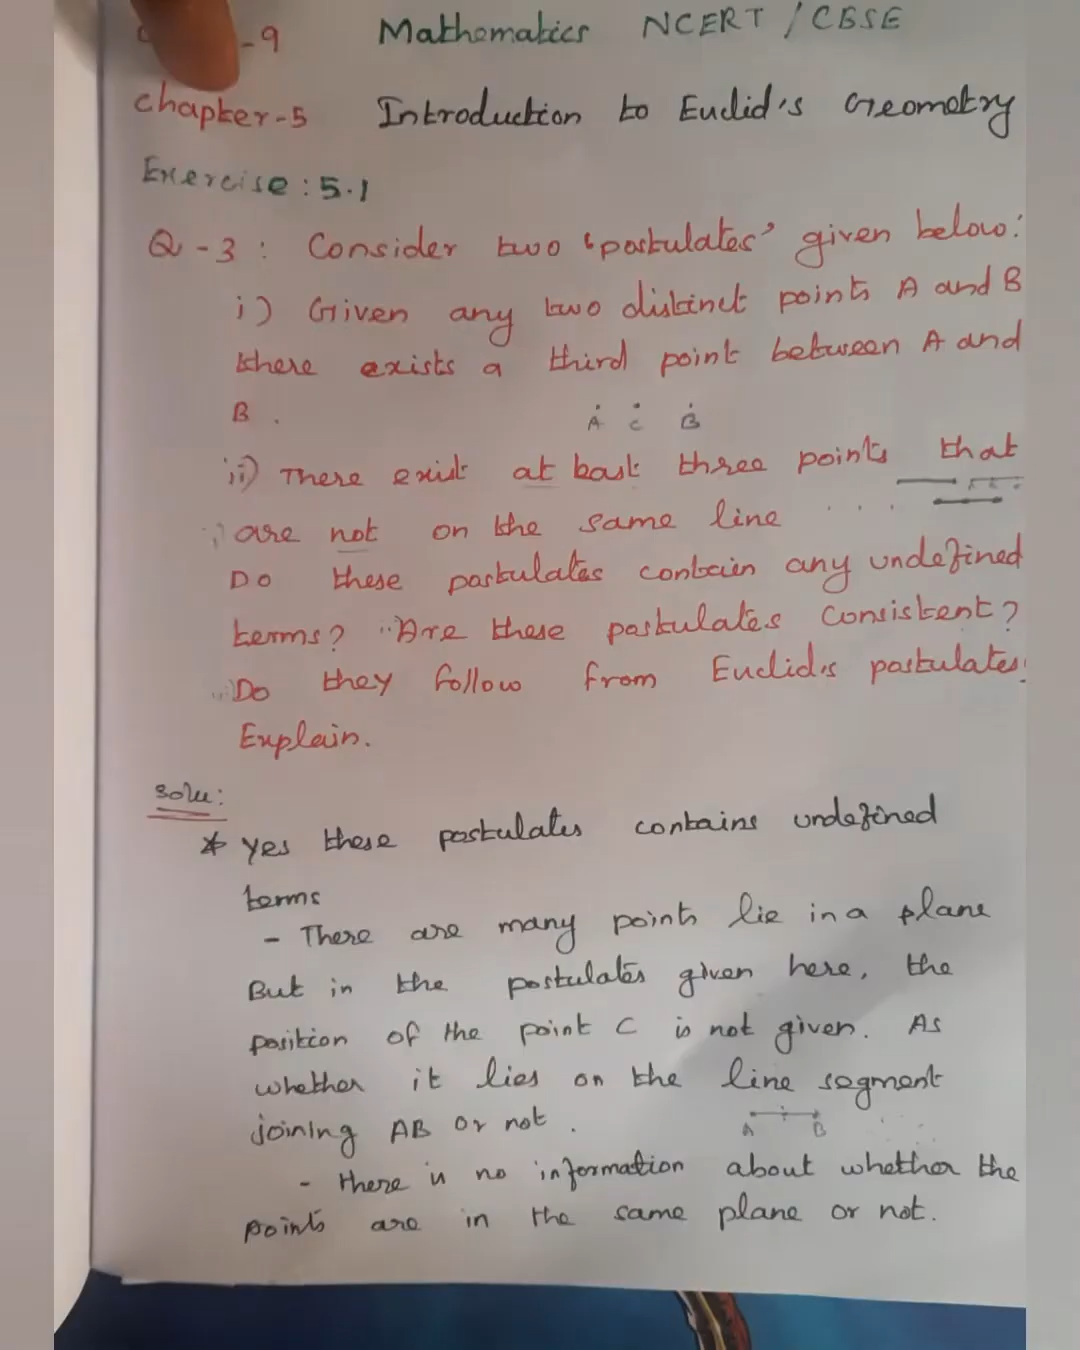 -9 Mathematics NCERT / CBSE
Chapter-5 Introduction to Euclid's Geometry
Exercise : 5.1
Q - 3 : Consider two 'postulates' given below:
i) Given any two distinct points A and B
there exists a third point between A and
B .
A C B
ii) There exist at least three points that
are not on the same line
Do these postulates contain any undefined
terms? Are these postulates consistent?
Do they follow from Euclid's postulates
Explain.
Solu:
* Yes these postulates contains undefined
terms
- There are many points lie in a plane
But in the postulates given here, the
position of the point C is not given. As
whether it lies on the line segment
joining AB or not .
A B
- there is no information about whether the
points are in the same plane or not.